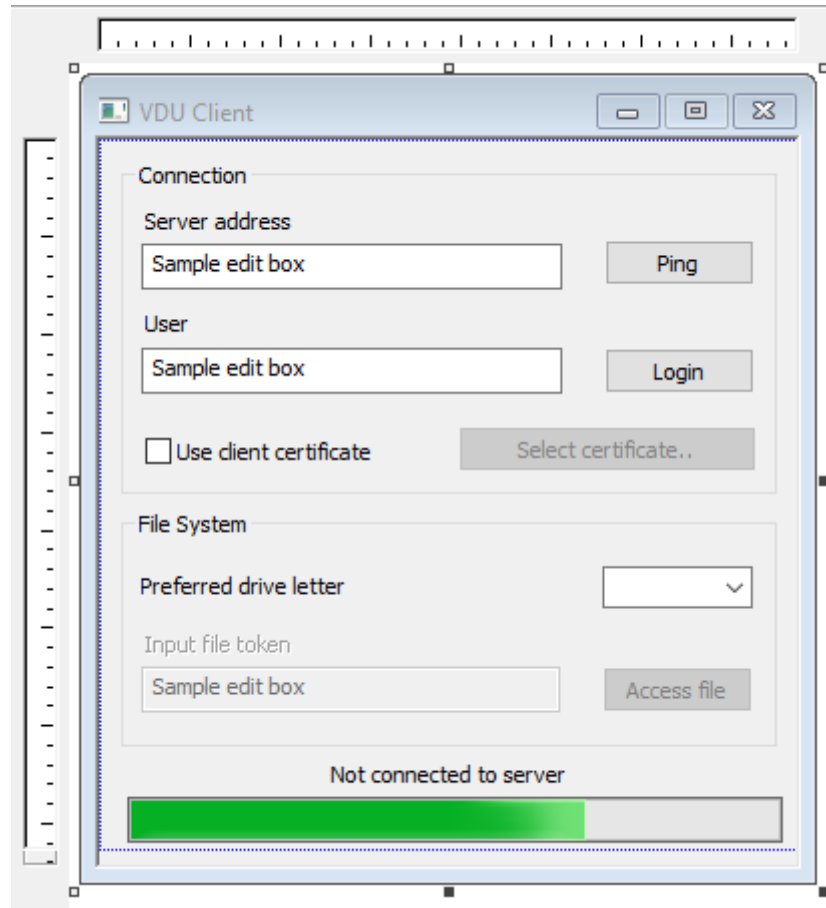 VDU Client
Connection
Server address
Sample edit box
Ping
User
Sample edit box
Login
Use client certificate
Select certificate..
File System
Preferred drive letter
Input file token
Sample edit box
Access file
Not connected to server